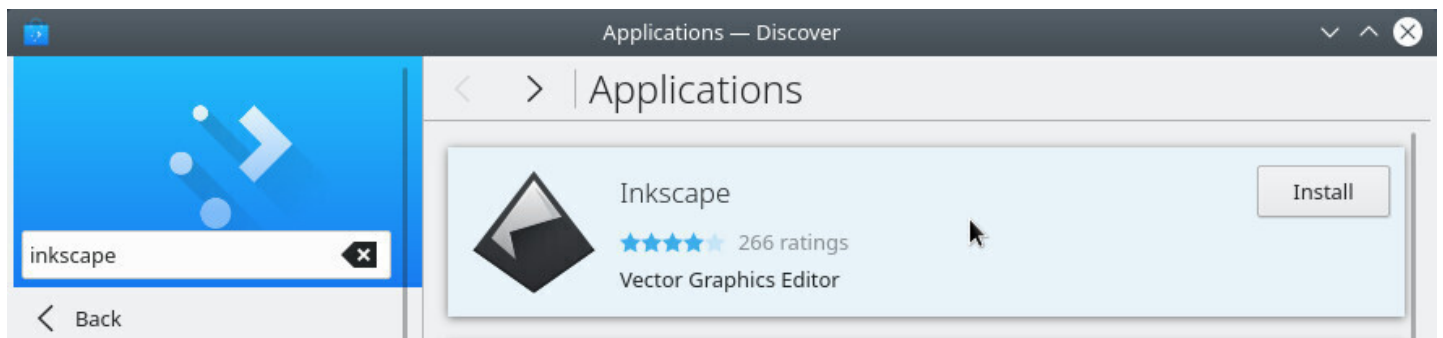 Applications — Discover
Applications
Inkscape
Install
266 ratings
Vector Graphics Editor
inkscape
Back